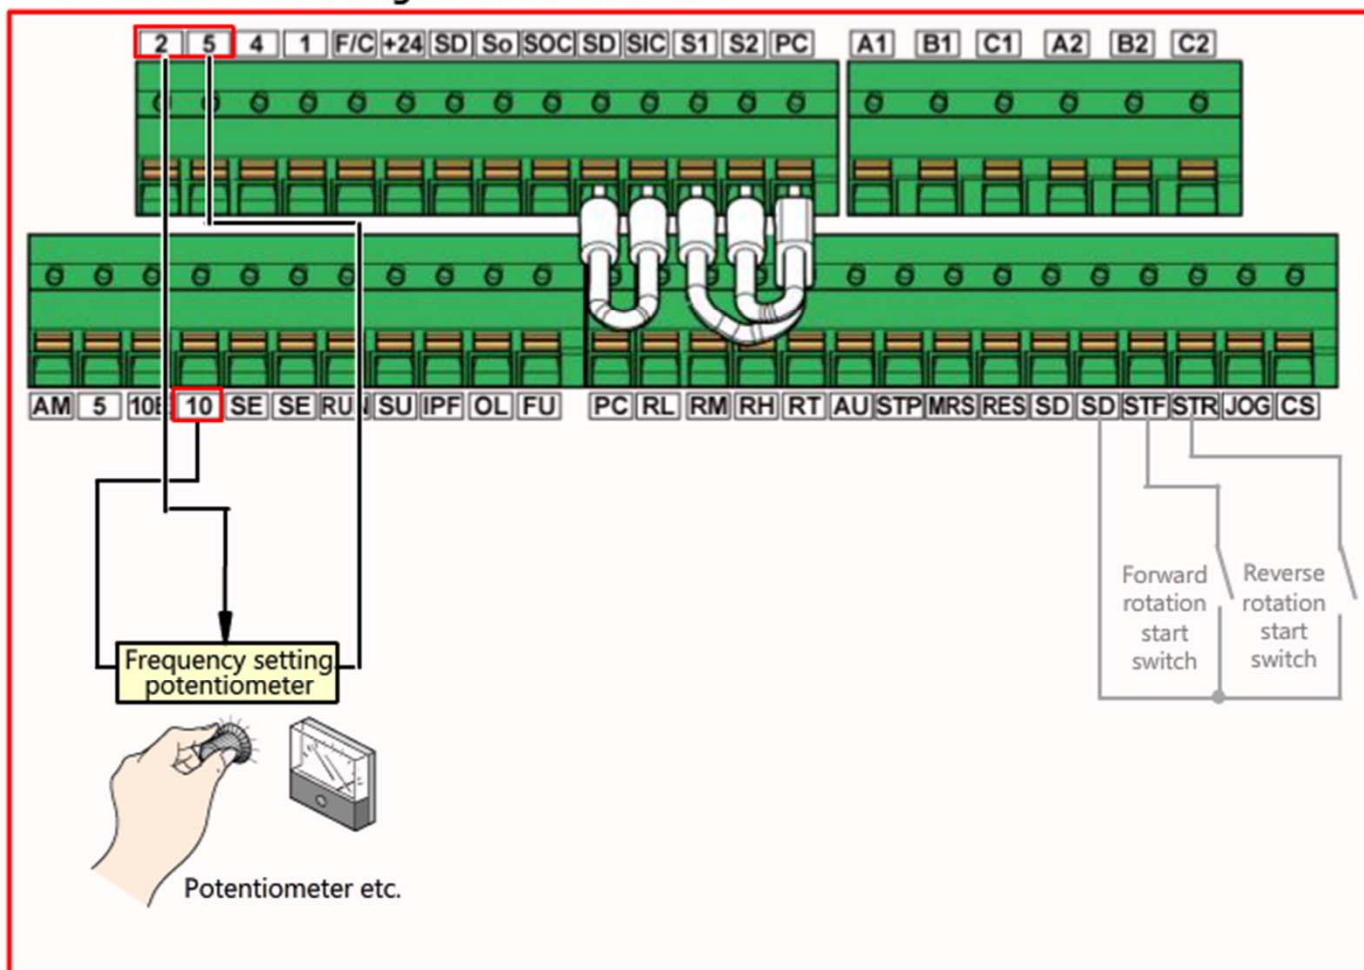 2 5 4 1 F/C +24 SD So SOC SD SIC S1 S2 PC A1 B1 C1 A2 B2 C2
AM 5 10E 10 SE SE RUN SU IPF OL FU PC RL RM RH RT AU STP MRS RES SD SD STF STR JOG CS
Forward
rotation
start
switch
Reverse
rotation
start
switch
Frequency setting
potentiometer
Potentiometer etc.